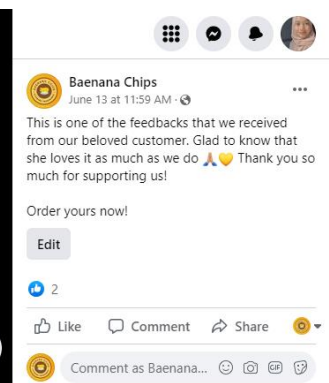 Baenana Chips
June 13 at 11:59 AM ·
This is one of the feedbacks that we received
from our beloved customer. Glad to know that
she loves it as much as we do 🙏🏼💛 Thank you so
much for supporting us!
Order yours now!
Edit
2
Like Comment Share
Comment as Baenana... GIF